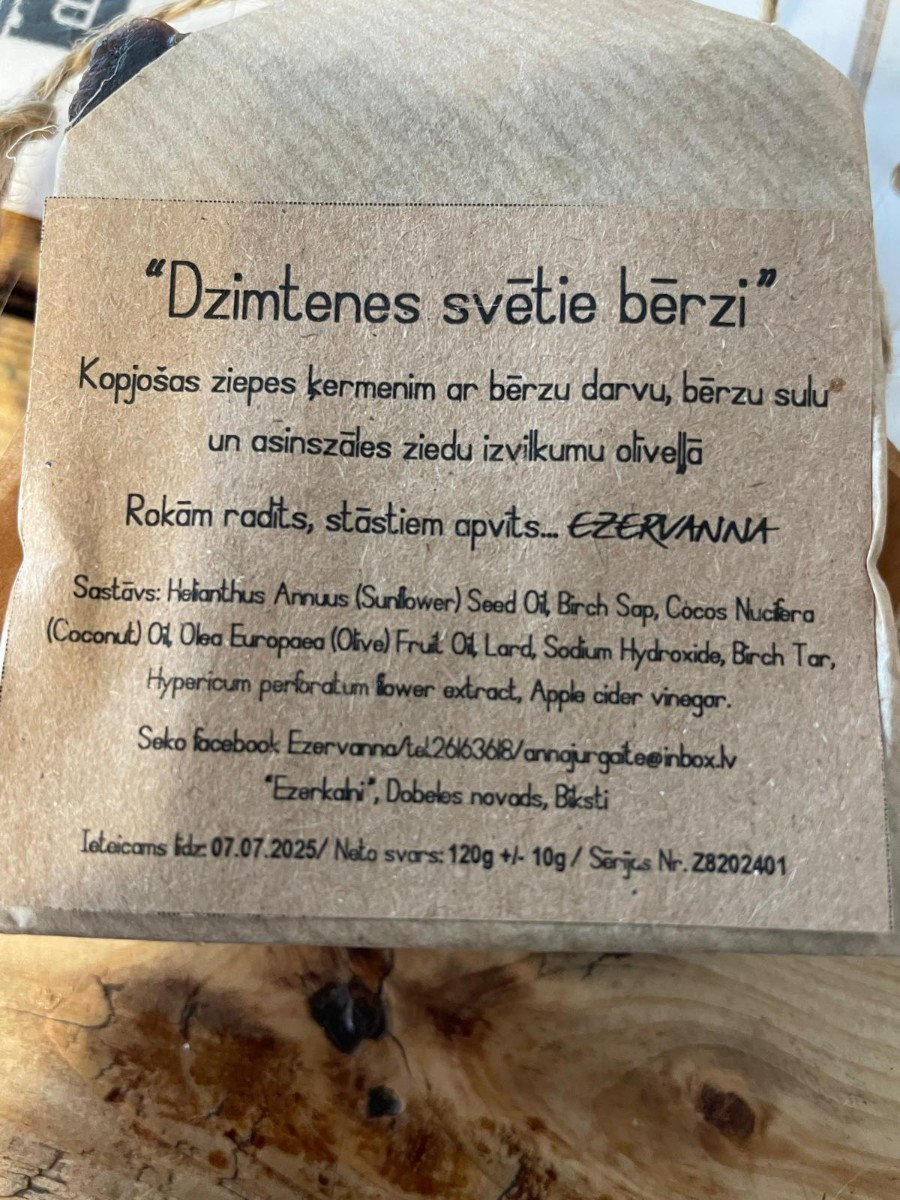 "Dzimtenes svētie bērzi"
Kopjošas ziepes ķermenim ar bērzu darvu, bērzu sulu
un asinszāles ziedu izvilkumu olīveļļā
Rokām radīts, stāstiem apvīts... EZERVANNA
Sastāvs: Helianthus Annuus (Sunflower) Seed Oil, Birch Sap, Cocos Nucifera
(Coconut) Oil, Olea Europaea (Olive) Fruit Oil, Lard, Sodium Hydroxide, Birch Tar,
Hypericum perforatum flower extract, Apple cider vinegar.
Seko facebook Ezervanna/tel.26163618/annajurgaite@inbox.lv
"Ezerkalni", Dobeles novads, Biksti
Ieteicams līdz: 07.07.2025/ Neto svars: 120g +/- 10g / Sērijas Nr. Z8202401